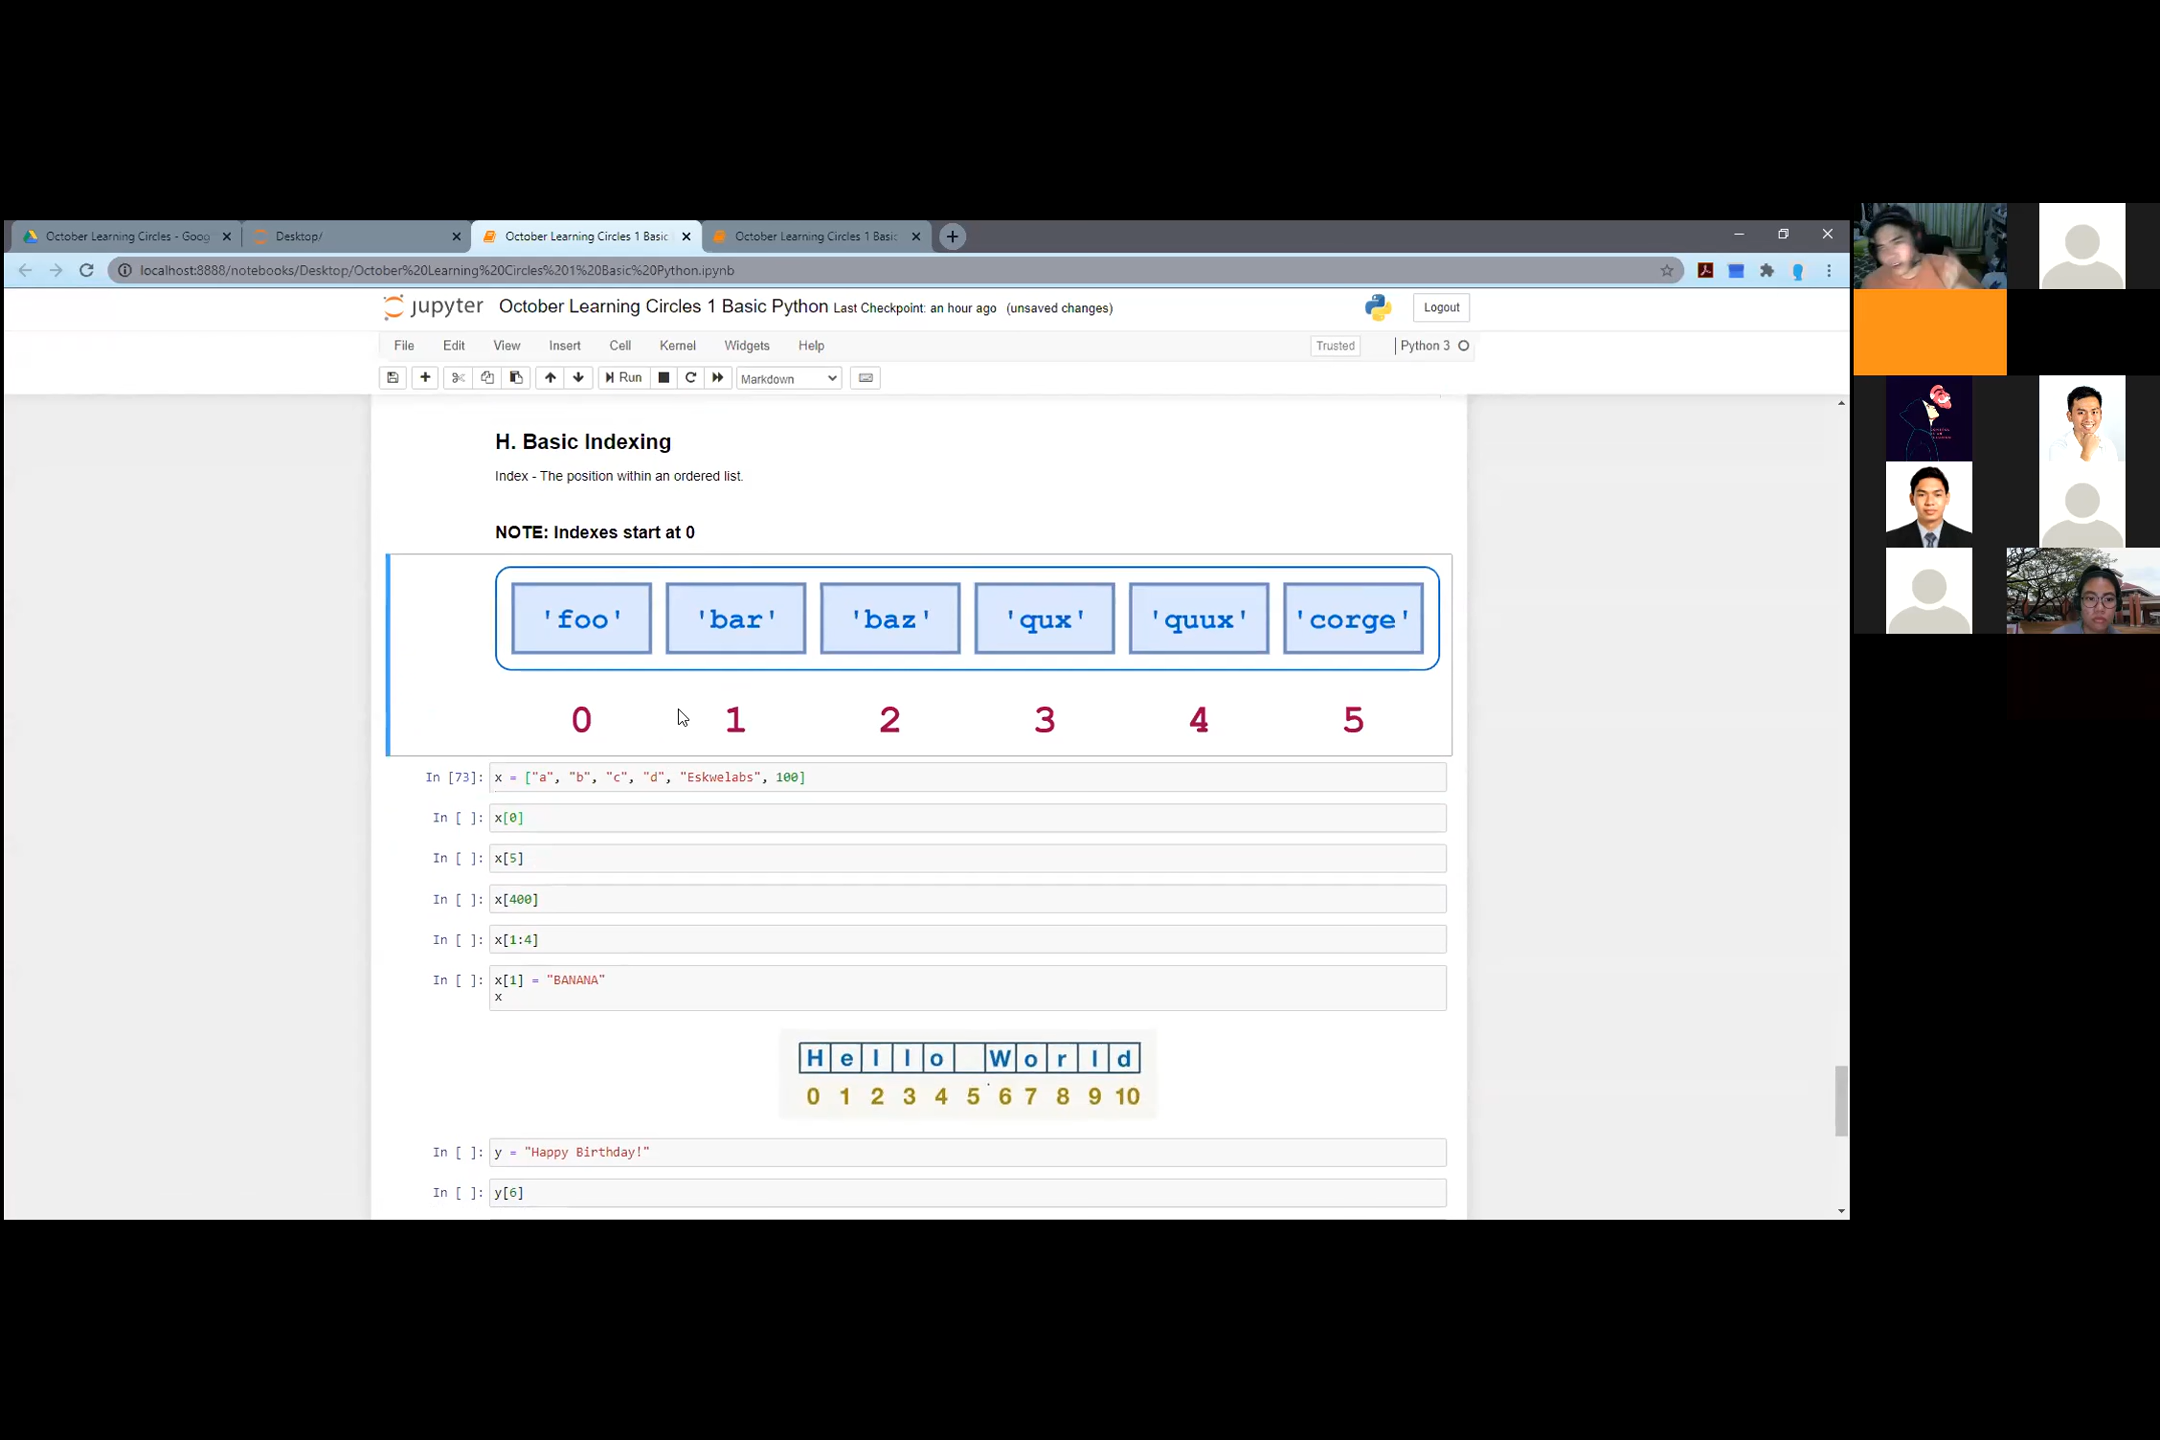 October Learning Circles - Goog
Desktop/
October Learning Circles 1 Basic
October Learning Circles 1 Basic
localhost:8888/notebooks/Desktop/October%20Learning%20Circles%201%20Basic%20Python.ipynb
jupyter October Learning Circles 1 Basic Python Last Checkpoint: an hour ago (unsaved changes)
Logout
File Edit View Insert Cell Kernel Widgets Help
Trusted
Python 3
Run
Markdown
H. Basic Indexing
Index - The position within an ordered list.
NOTE: Indexes start at 0
'foo' 'bar' 'baz' 'qux' 'quux' 'corge'
0 1 2 3 4 5
In [73]: x = ["a", "b", "c", "d", "Eskwelabs", 100]
In [ ]: x[0]
In [ ]: x[5]
In [ ]: x[400]
In [ ]: x[1:4]
In [ ]: x[1] = "BANANA"
x
H e l l o W o r l d
0 1 2 3 4 5 6 7 8 9 10
In [ ]: y = "Happy Birthday!"
In [ ]: y[6]